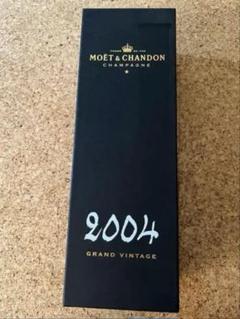 MOËT & CHANDON
CHAMPAGNE
2004
GRAND VINTAGE